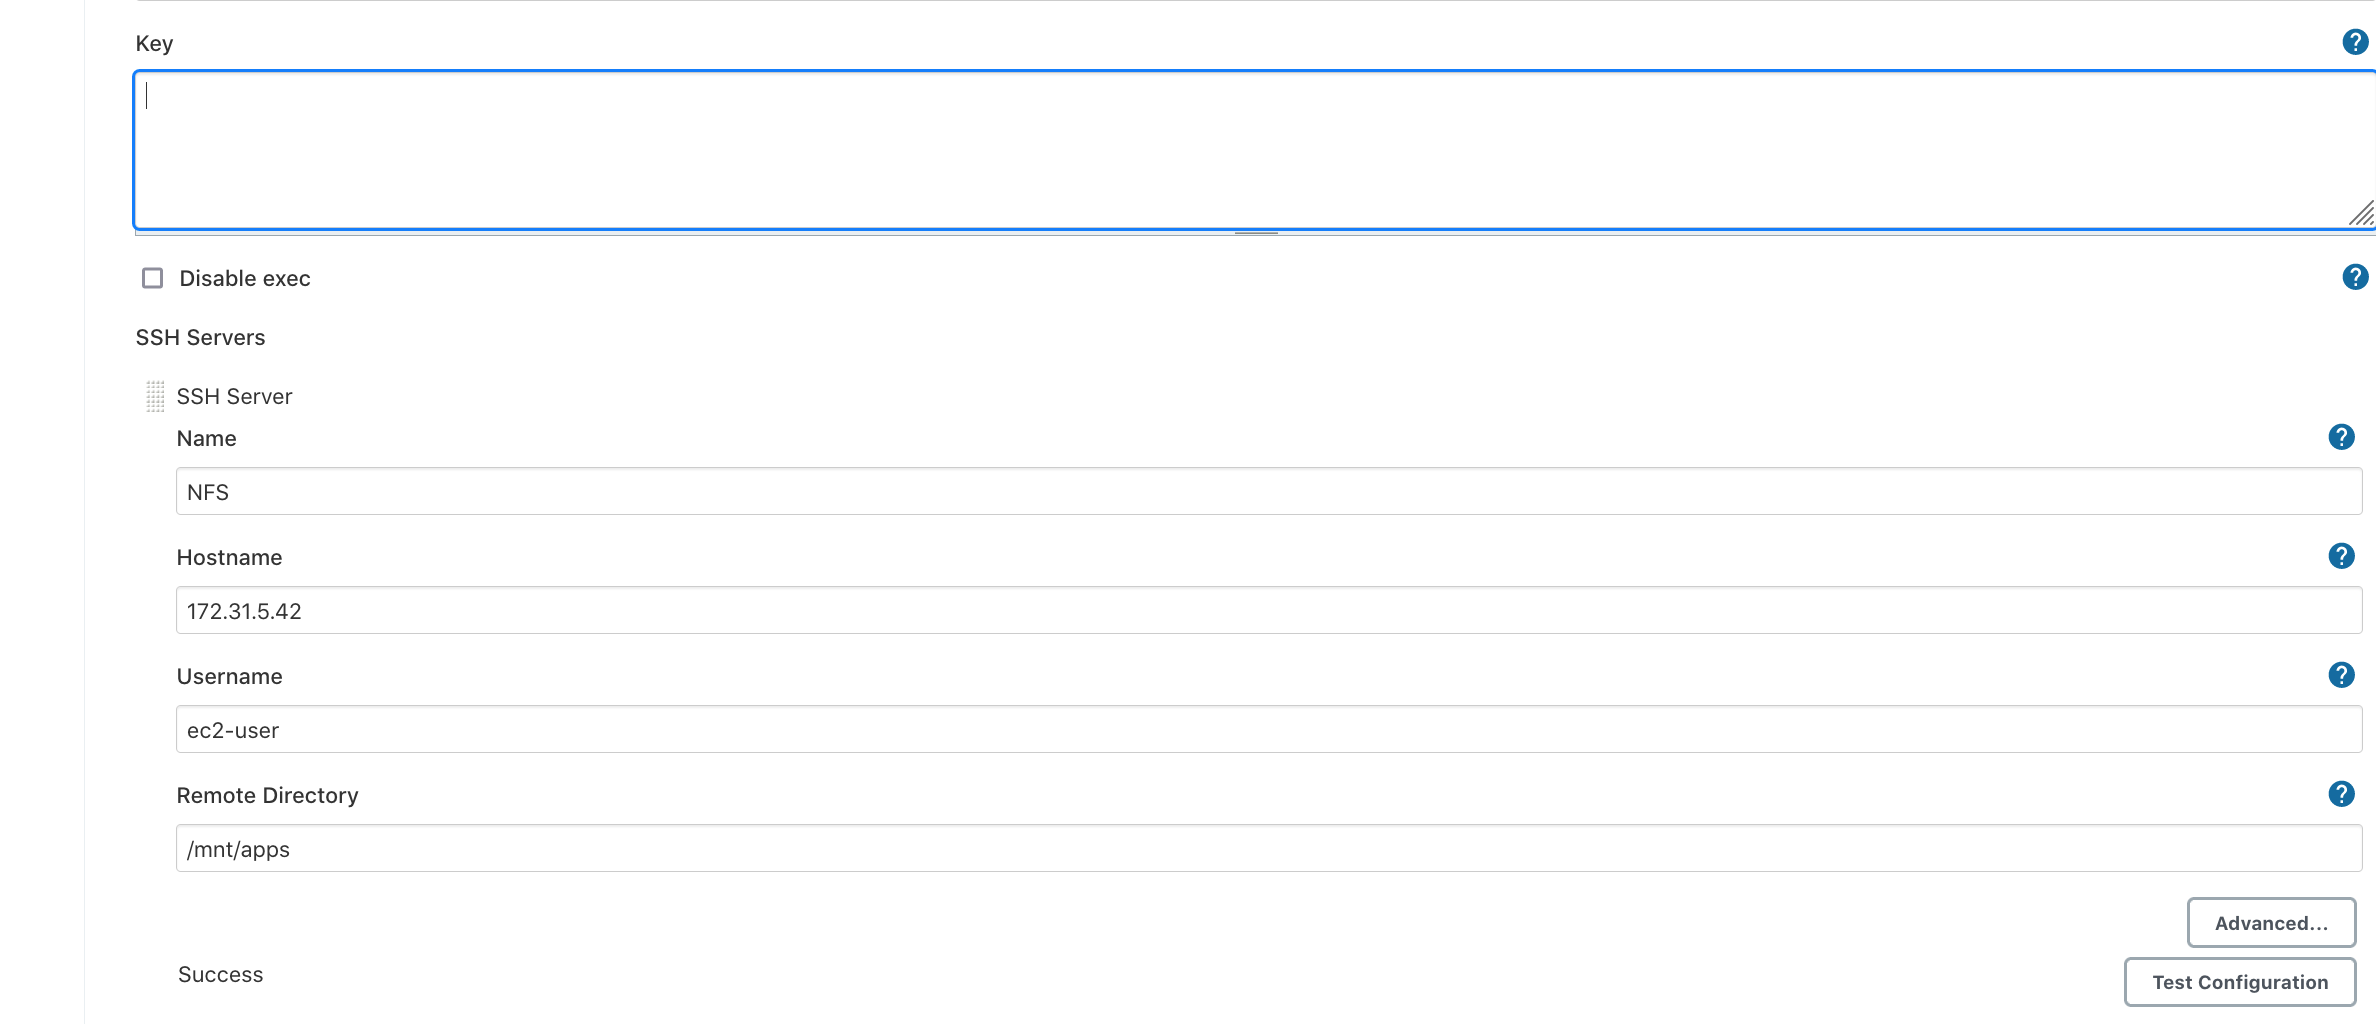 Key
Disable exec
SSH Servers
SSH Server
Name
NFS
Hostname
172.31.5.42
Username
ec2-user
Remote Directory
/mnt/apps
Advanced...
Success
Test Configuration